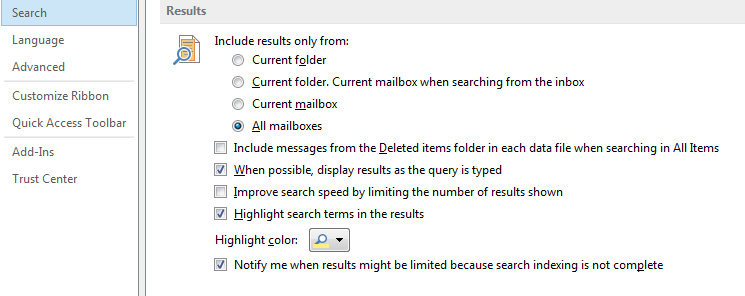 Search
Language
Advanced
Customize Ribbon
Quick Access Toolbar
Add-Ins
Trust Center
Results
Include results only from:
Current folder
Current folder. Current mailbox when searching from the inbox
Current mailbox
All mailboxes
Include messages from the Deleted items folder in each data file when searching in All Items
When possible, display results as the query is typed
Improve search speed by limiting the number of results shown
Highlight search terms in the results
Highlight color:
Notify me when results might be limited because search indexing is not complete